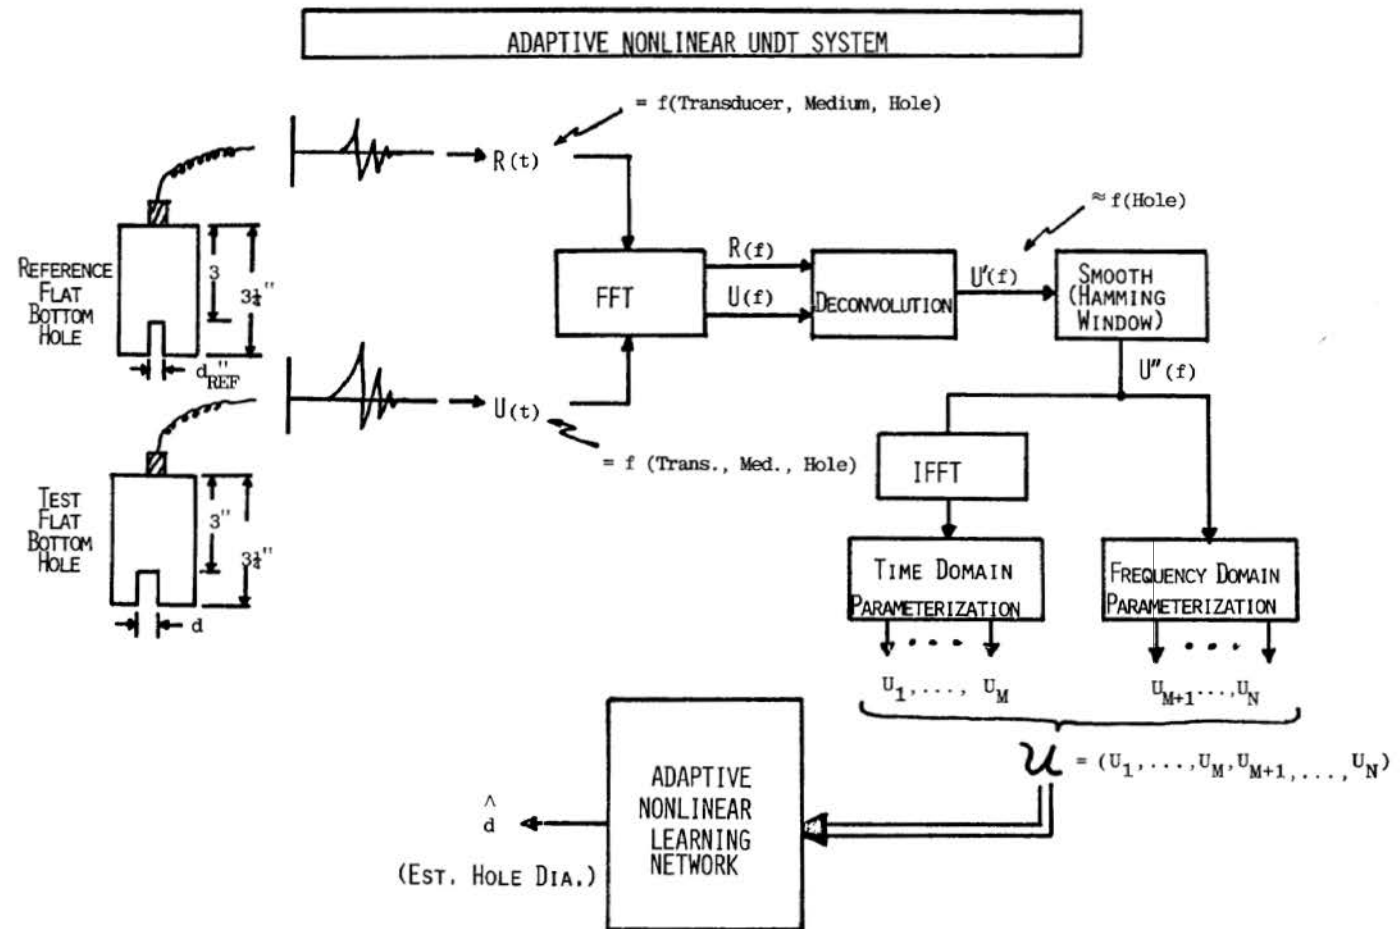 ADAPTIVE NONLINEAR UNDT SYSTEM
= f(Transducer, Medium, Hole)
R(t)
≈ f(Hole)
REFERENCE
FLAT
BOTTOM
HOLE
3
3¼"
d"REF
FFT
R(f)
U(f)
DECONVOLUTION
U'(f)
SMOOTH
(HAMMING
WINDOW)
U"(f)
U(t)
= f (Trans., Med., Hole)
IFFT
TEST
FLAT
BOTTOM
HOLE
3"
3¼"
d
TIME DOMAIN
PARAMETERIZATION
FREQUENCY DOMAIN
PARAMETERIZATION
U1,..., UM
UM+1...,UN
U = (U1,...,UM,UM+1,...,UN)
ADAPTIVE
NONLINEAR
LEARNING
NETWORK
^
d
(EST. HOLE DIA.)